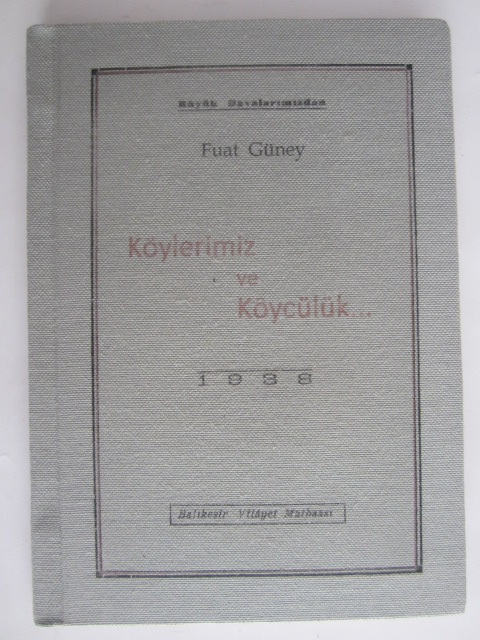 Büyük Davalarımızdan
Fuat Güney
Köylerimiz
ve
Köycülük...
1938
Balıkesir Vilâyet Matbaası